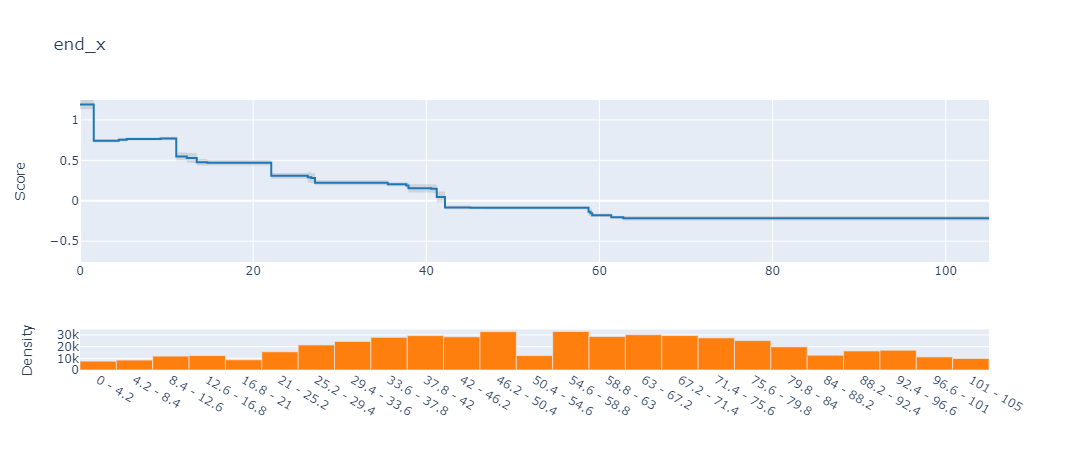 end_x
Score
1
0.5
0
−0.5
0 20 40 60 80 100
Density
30k
20k
10k
0
0 - 4.2
4.2 - 8.4
8.4 - 12.6
12.6 - 16.8
16.8 - 21
21 - 25.2
25.2 - 29.4
29.4 - 33.6
33.6 - 37.8
37.8 - 42
42 - 46.2
46.2 - 50.4
50.4 - 54.6
54.6 - 58.8
58.8 - 63
63 - 67.2
67.2 - 71.4
71.4 - 75.6
75.6 - 79.8
79.8 - 84
84 - 88.2
88.2 - 92.4
92.4 - 96.6
96.6 - 101
101 - 105